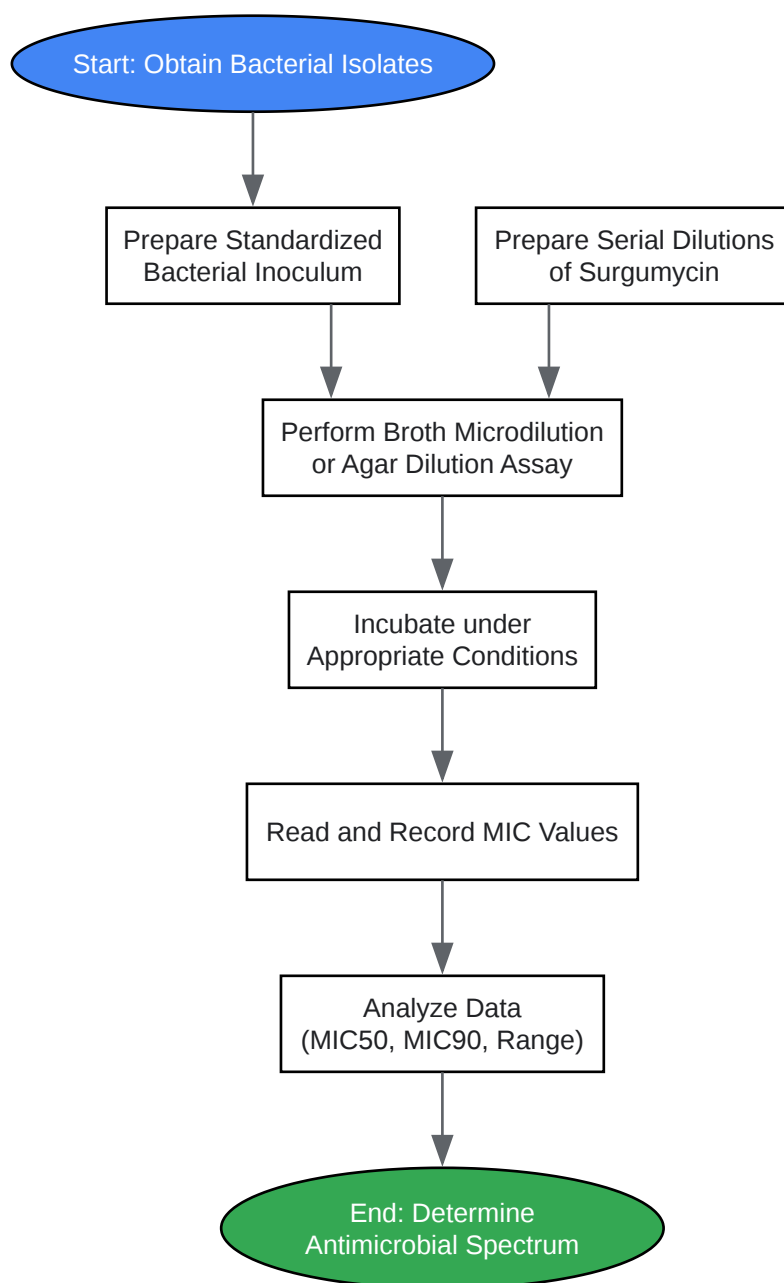 Start: Obtain Bacterial Isolates
Prepare Standardized
Bacterial Inoculum
Prepare Serial Dilutions
of Surgumycin
Perform Broth Microdilution
or Agar Dilution Assay
Incubate under
Appropriate Conditions
Read and Record MIC Values
Analyze Data
(MIC50, MIC90, Range)
End: Determine
Antimicrobial Spectrum